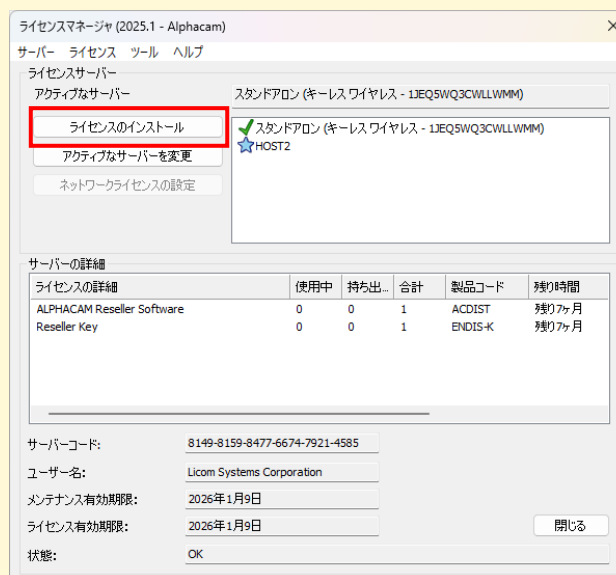 ライセンスマネージャ (2025.1 - Alphacam)
サーバー ライセンス ツール ヘルプ
ライセンスサーバー
アクティブなサーバー スタンドアロン (キーレス ワイヤレス - 1JEQ5WQ3CWLLWMM)
ライセンスのインストール
スタンドアロン (キーレス ワイヤレス - 1JEQ5WQ3CWLLWMM)
HOST2
アクティブなサーバーを変更
ネットワークライセンスの設定
サーバーの詳細
ライセンスの詳細 使用中 持ち出... 合計 製品コード 残り時間
ALPHACAM Reseller Software 0 0 1 ACDIST 残り7ヶ月
Reseller Key 0 0 1 ENDIS-K 残り7ヶ月
サーバーコード: 8149-8159-8477-6674-7921-4585
ユーザー名: Licom Systems Corporation
メンテナンス有効期限: 2026年1月9日
ライセンス有効期限: 2026年1月9日
閉じる
状態: OK